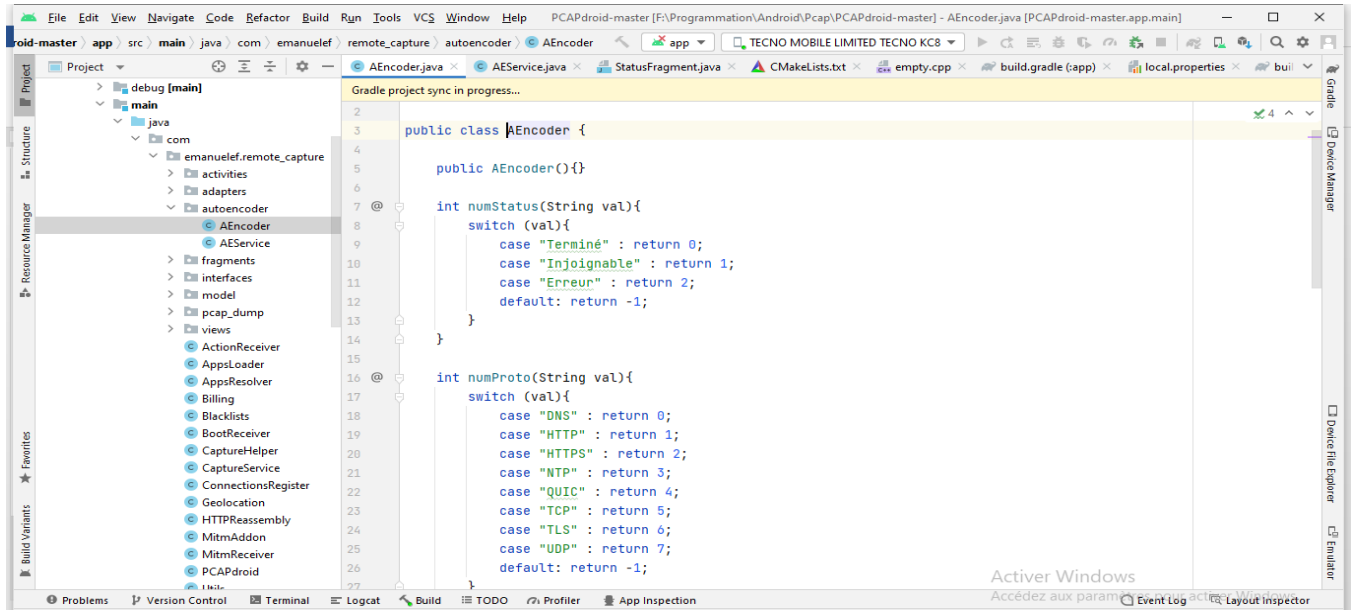 File Edit View Navigate Code Refactor Build Run Tools VCS Window Help PCAPdroid-master [F:\Programmation\Android\Pcap\PCAPdroid-master] - AEncoder.java [PCAPdroid-master.app.main]
roid-master app src main java com emanuelef remote_capture autoencoder AEncoder app TECNO MOBILE LIMITED TECNO KC8
Project AEncoder.java AEService.java StatusFragment.java CMakeLists.txt empty.cpp build.gradle (:app) local.properties buil
Gradle project sync in progress...
debug [main]
main
java
com
emanuelef.remote_capture
activities
adapters
autoencoder
AEncoder
AEService
fragments
interfaces
model
pcap_dump
views
ActionReceiver
AppsLoader
AppsResolver
Billing
Blacklists
BootReceiver
CaptureHelper
CaptureService
ConnectionsRegister
Geolocation
HTTPReassembly
MitmAddon
MitmReceiver
PCAPdroid
Utils
Project
Structure
Resource Manager
Favorites
Build Variants
2
3 public class AEncoder {
4
5 public AEncoder(){}
6
7 @ int numStatus(String val){
8 switch (val){
9 case "Terminé" : return 0;
10 case "Injoignable" : return 1;
11 case "Erreur" : return 2;
12 default: return -1;
13 }
14 }
15
16 @ int numProto(String val){
17 switch (val){
18 case "DNS" : return 0;
19 case "HTTP" : return 1;
20 case "HTTPS" : return 2;
21 case "NTP" : return 3;
22 case "QUIC" : return 4;
23 case "TCP" : return 5;
24 case "TLS" : return 6;
25 case "UDP" : return 7;
26 default: return -1;
27 }
4
Gradle
Device Manager
Device File Explorer
Emulator
Activer Windows
Accédez aux paramètres pour activer Windows.
Problems Version Control Terminal Logcat Build TODO Profiler App Inspection Event Log Layout Inspector